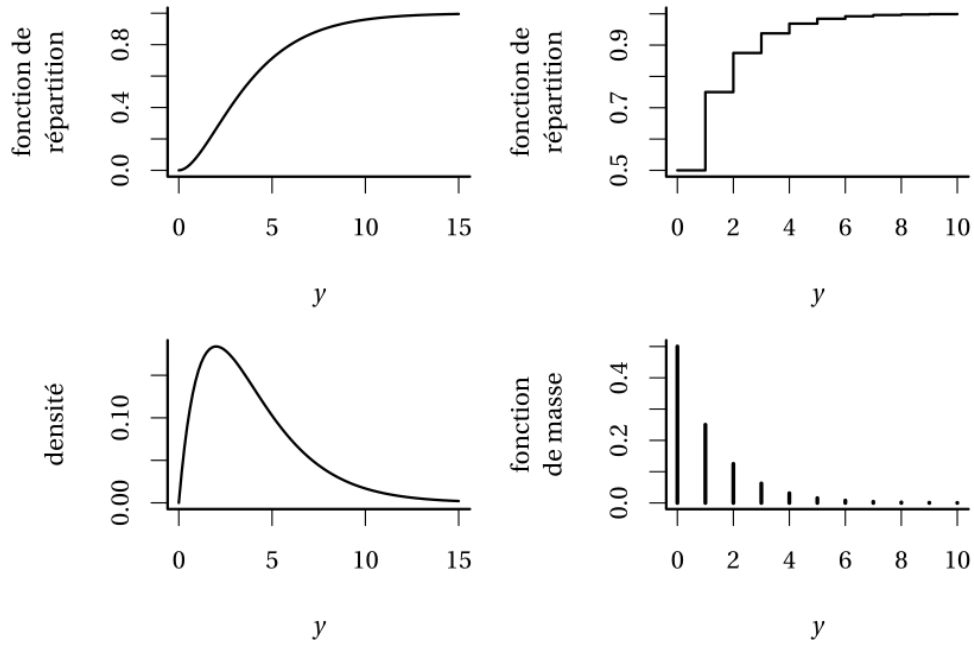 fonction de
répartition
0.0 0.4 0.8
0 5 10 15
y
fonction de
répartition
0.5 0.7 0.9
0 2 4 6 8 10
y
densité
0.00 0.10
0 5 10 15
y
fonction
de masse
0.0 0.2 0.4
0 2 4 6 8 10
y